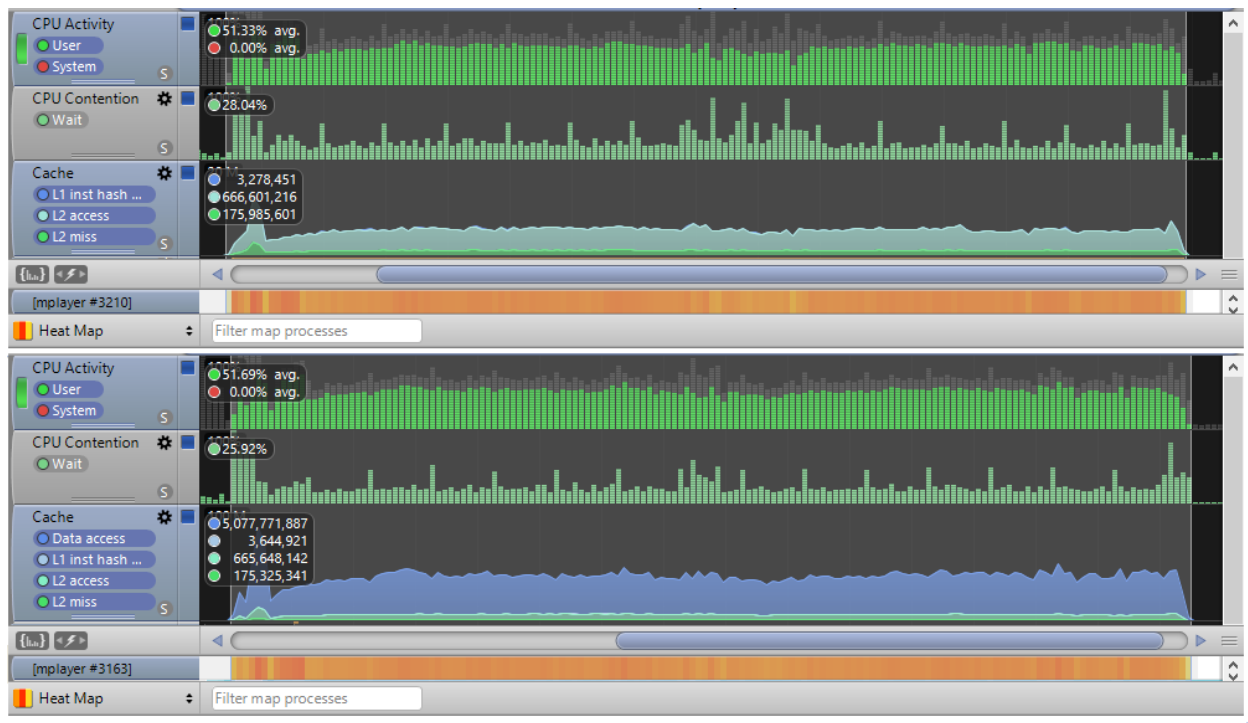 CPU Activity
User
System
S
51.33% avg.
0.00% avg.
CPU Contention
Wait
S
28.04%
Cache
L1 inst hash ...
L2 access
L2 miss
S
3,278,451
666,601,216
175,985,601
[mplayer #3210]
Heat Map
Filter map processes
CPU Activity
User
System
S
51.69% avg.
0.00% avg.
CPU Contention
Wait
S
25.92%
Cache
Data access
L1 inst hash ...
L2 access
L2 miss
S
5,077,771,887
3,644,921
665,648,142
175,325,341
[mplayer #3163]
Heat Map
Filter map processes